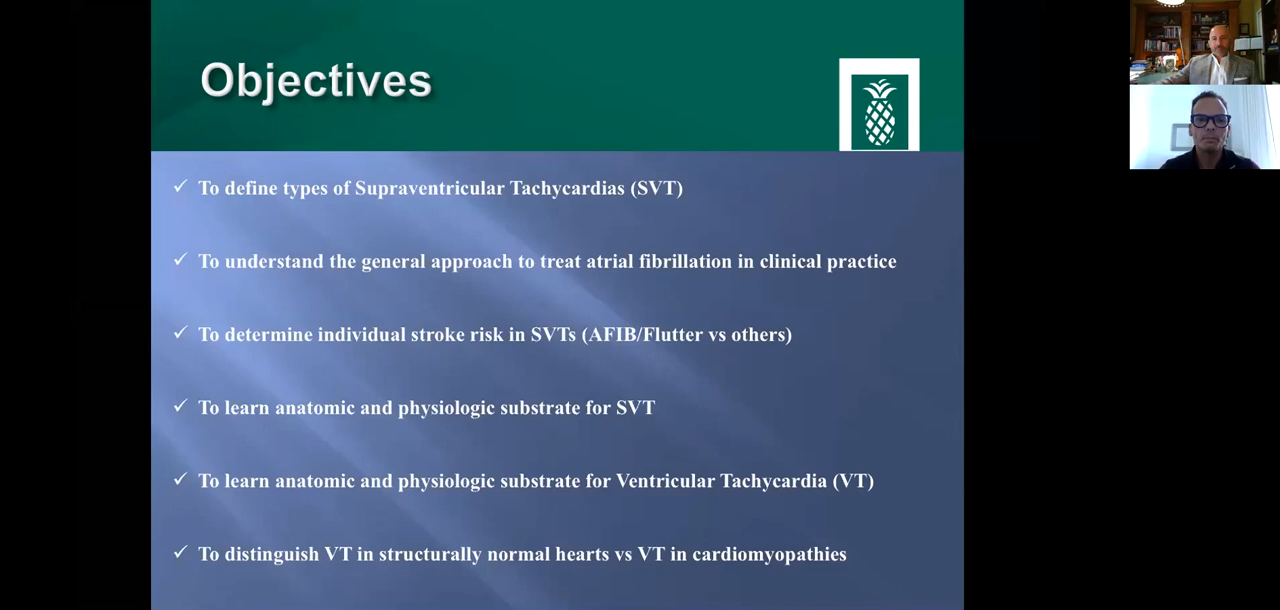 Objectives
To define types of Supraventricular Tachycardias (SVT)
To understand the general approach to treat atrial fibrillation in clinical practice
To determine individual stroke risk in SVTs (AFIB/Flutter vs others)
To learn anatomic and physiologic substrate for SVT
To learn anatomic and physiologic substrate for Ventricular Tachycardia (VT)
To distinguish VT in structurally normal hearts vs VT in cardiomyopathies